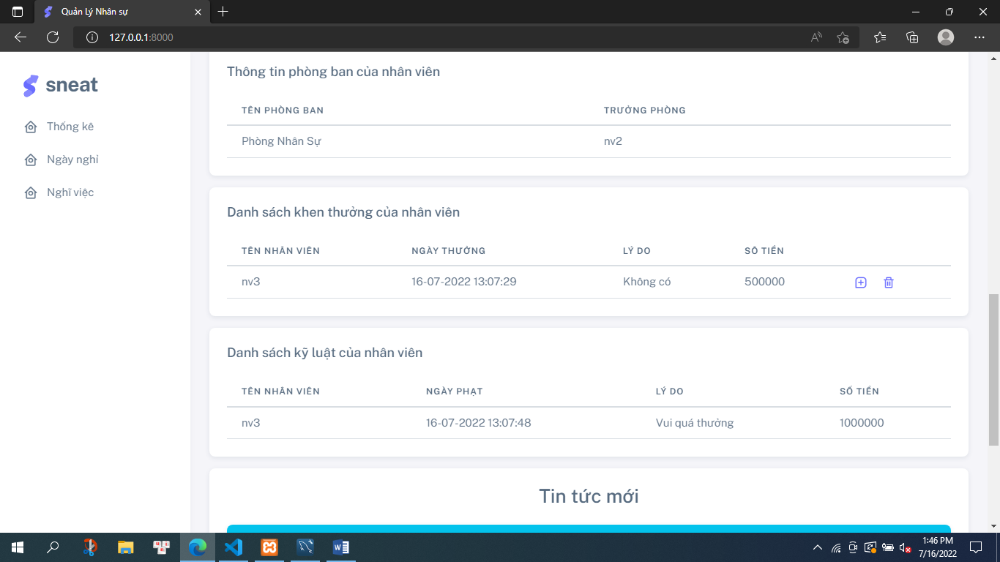 Quản Lý Nhân sự
127.0.0.1:8000
sneat
Thống kê
Ngày nghỉ
Nghĩ việc
Thông tin phòng ban của nhân viên
TÊN PHÒNG BAN TRƯỞNG PHÒNG
Phòng Nhân Sự nv2
Danh sách khen thưởng của nhân viên
TÊN NHÂN VIÊN NGÀY THƯỞNG LÝ DO SỐ TIỀN
nv3 16-07-2022 13:07:29 Không có 500000
Danh sách kỹ luật của nhân viên
TÊN NHÂN VIÊN NGÀY PHẠT LÝ DO SỐ TIỀN
nv3 16-07-2022 13:07:48 Vui quá thưởng 1000000
Tin tức mới
1:46 PM
7/16/2022